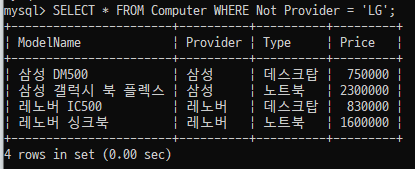 mysql> SELECT * FROM Computer WHERE Not Provider = 'LG';
+----------------------+----------+----------+---------+
| ModelName | Provider | Type | Price |
+----------------------+----------+----------+---------+
| 삼성 DM500 | 삼성 | 데스크탑 | 750000 |
| 삼성 갤럭시 북 플렉스 | 삼성 | 노트북 | 2300000 |
| 레노버 IC500 | 레노버 | 데스크탑 | 830000 |
| 레노버 싱크북 | 레노버 | 노트북 | 1600000 |
+----------------------+----------+----------+---------+
4 rows in set (0.00 sec)